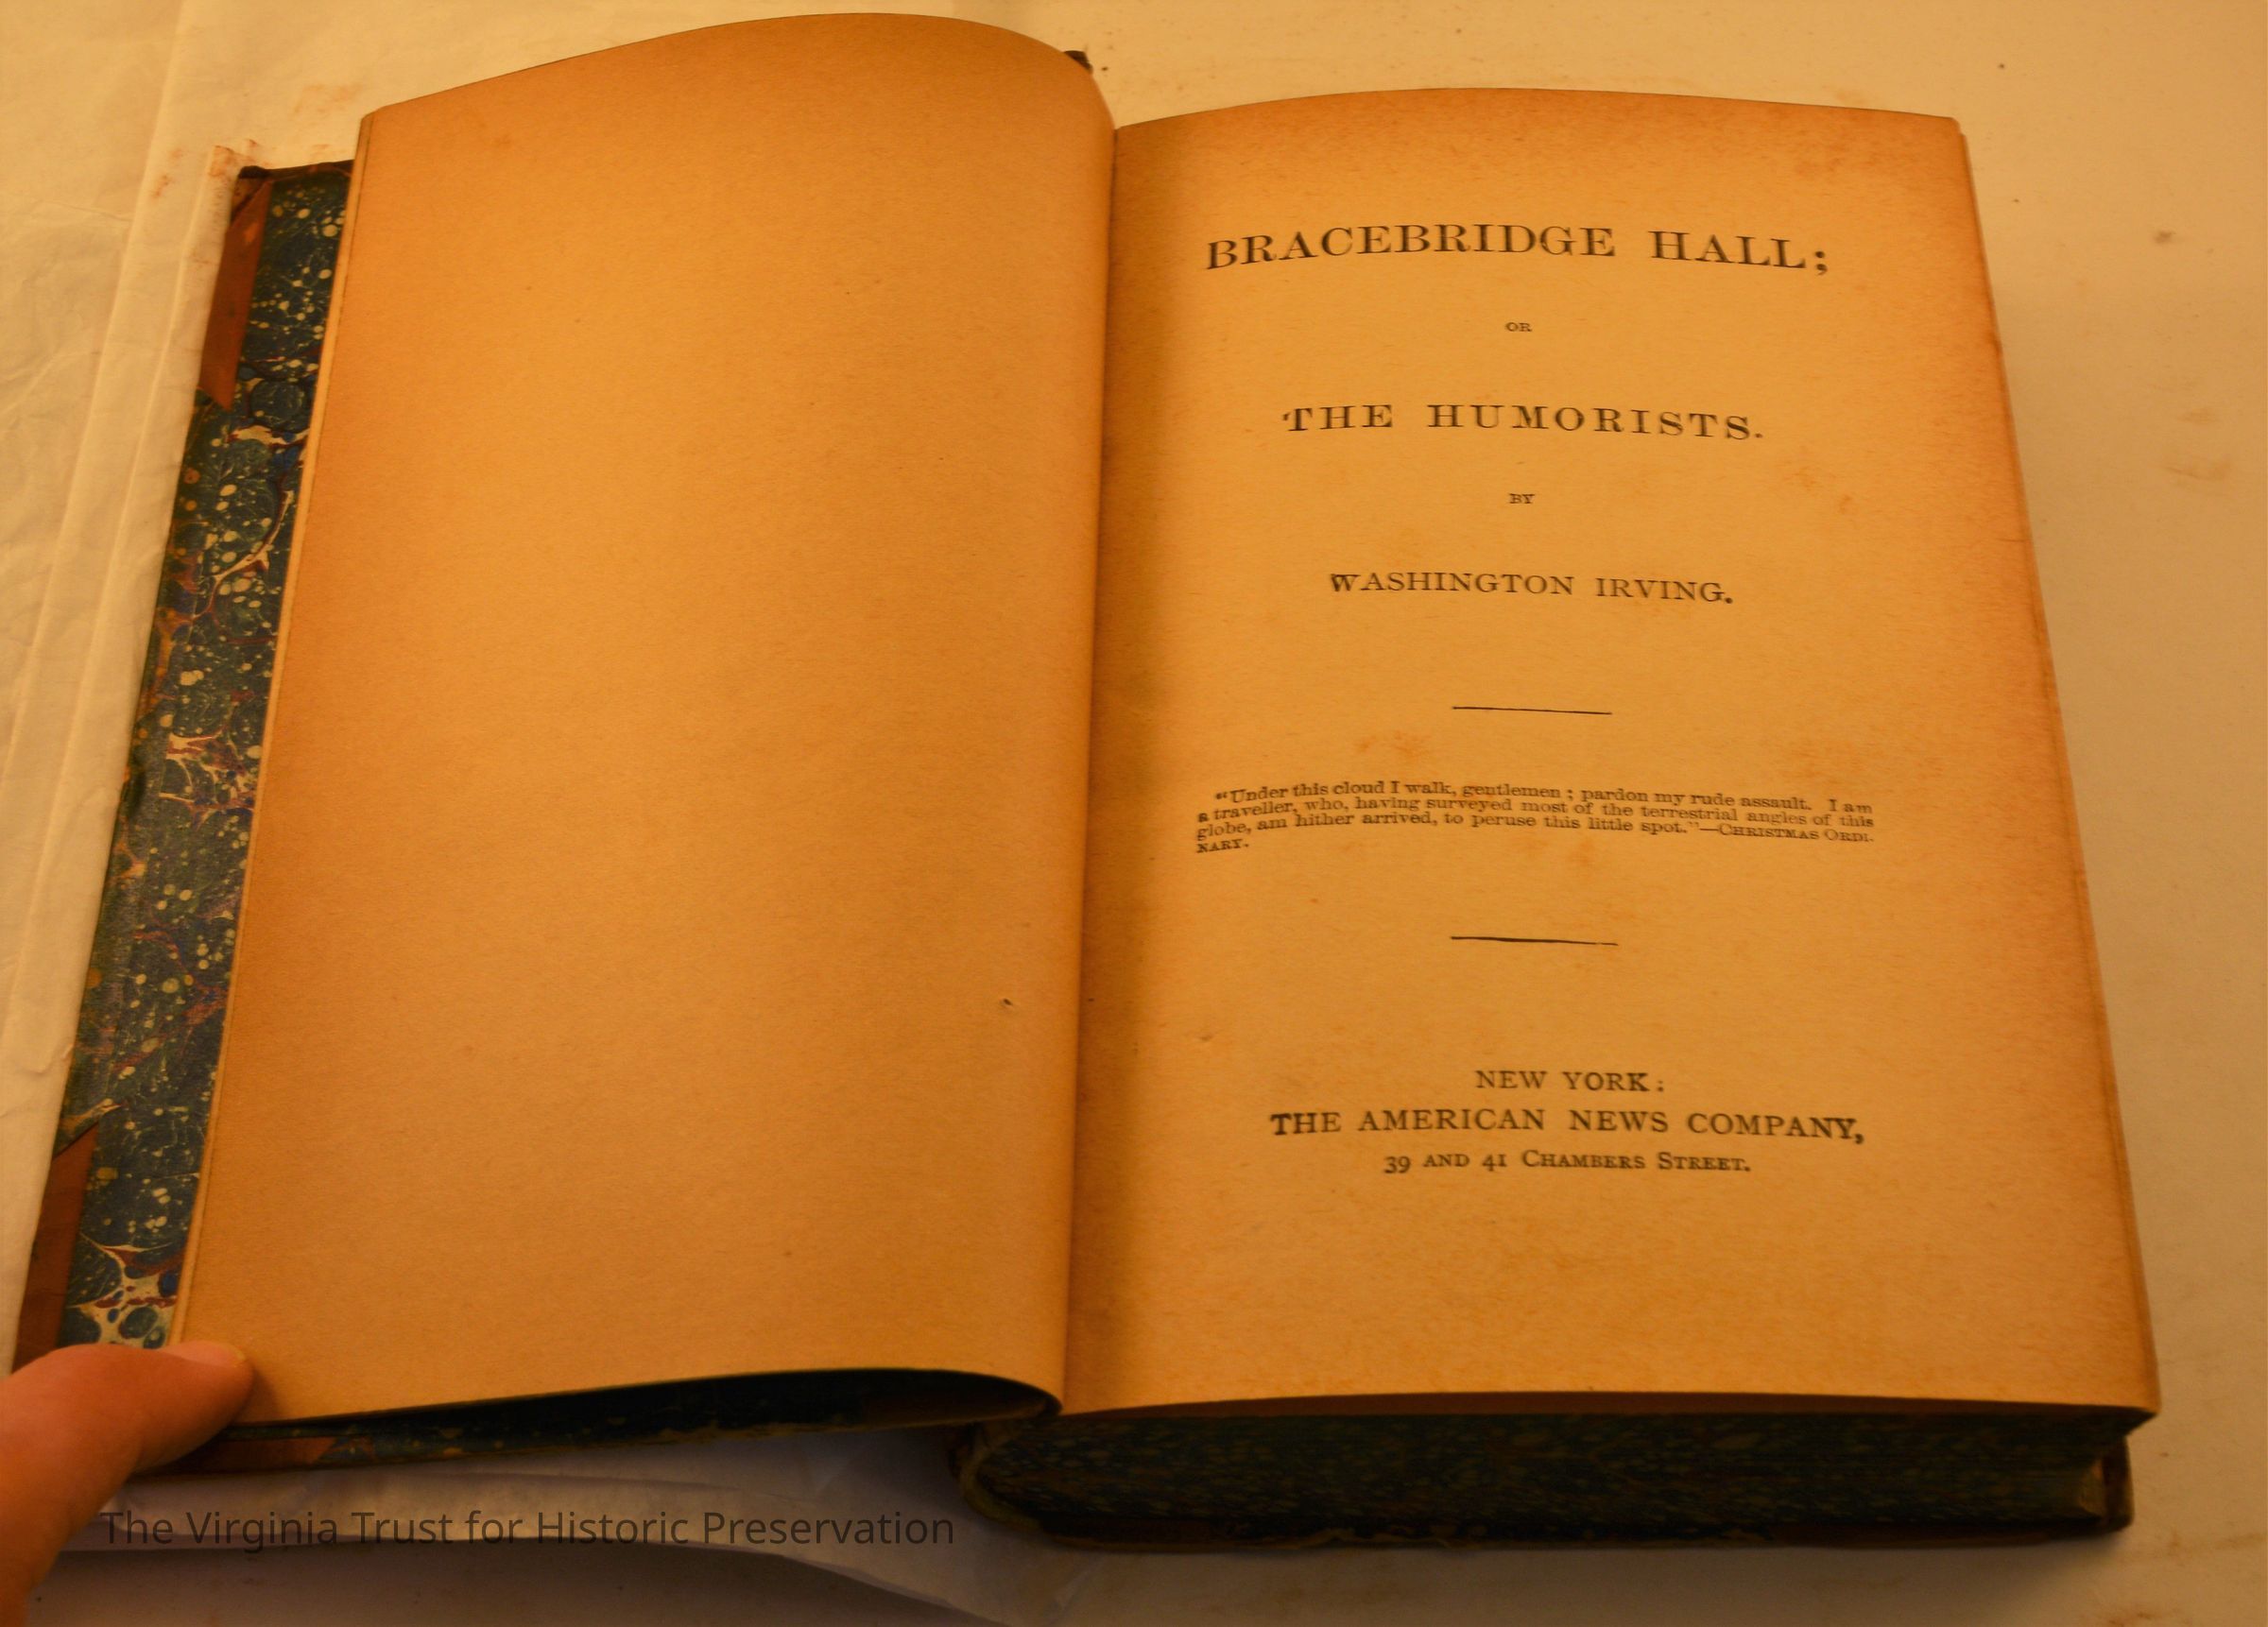 BRACEBRIDGE HALL;
OR
THE HUMORISTS.
BY
WASHINGTON IRVING.
"Under this cloud I walk, gentlemen; pardon my rude assault. I am
a traveller, who, having surveyed most of the terrestrial angles of this
globe, am hither arrived, to peruse this little spot."—CHRISTMAS ORDI-
NARY.
NEW YORK:
THE AMERICAN NEWS COMPANY,
39 AND 41 CHAMBERS STREET.
The Virginia Trust for Historic Preservation